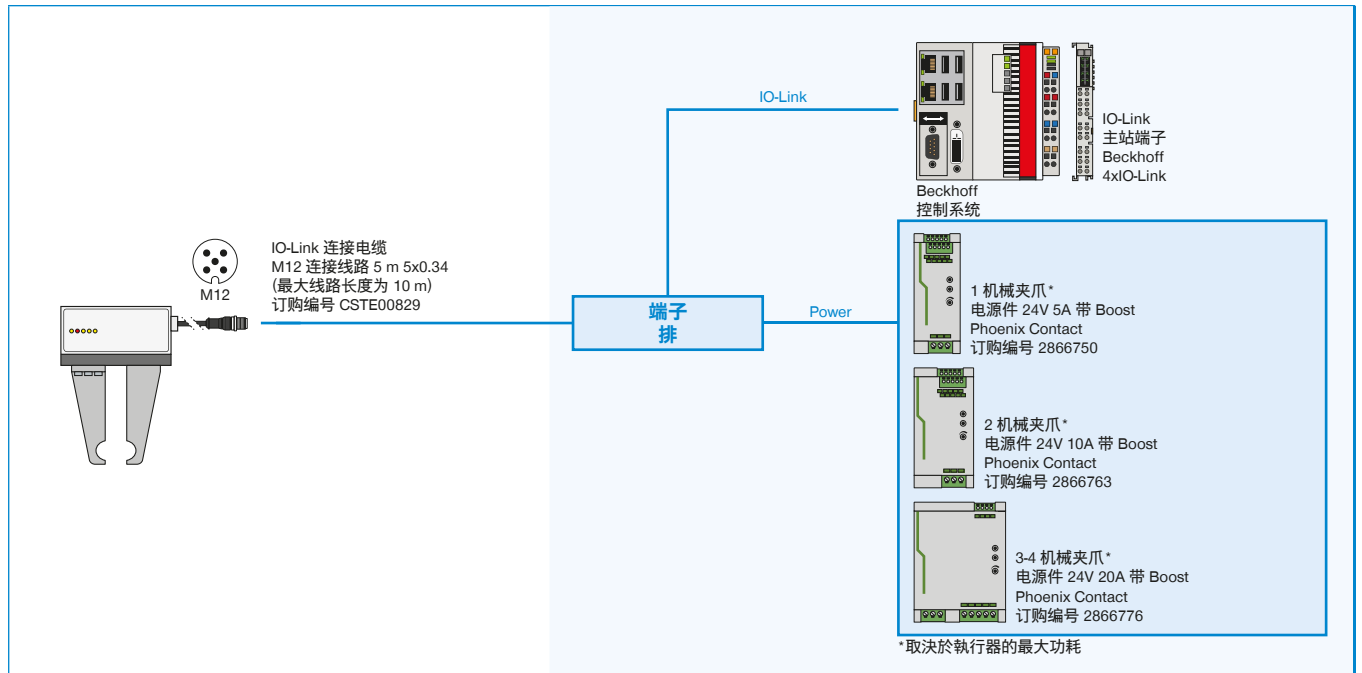 IO-Link
IO-Link
主站端子
Beckhoff
4xIO-Link
Beckhoff
控制系统
M12
IO-Link 连接电缆
M12 连接线路 5 m 5x0.34
(最大线路长度为 10 m)
订购编号 CSTE00829
端子
排
Power
1 机械夹爪*
电源件 24V 5A 带 Boost
Phoenix Contact
订购编号 2866750
2 机械夹爪*
电源件 24V 10A 带 Boost
Phoenix Contact
订购编号 2866763
3-4 机械夹爪*
电源件 24V 20A 带 Boost
Phoenix Contact
订购编号 2866776
*取決於執行器的最大功耗